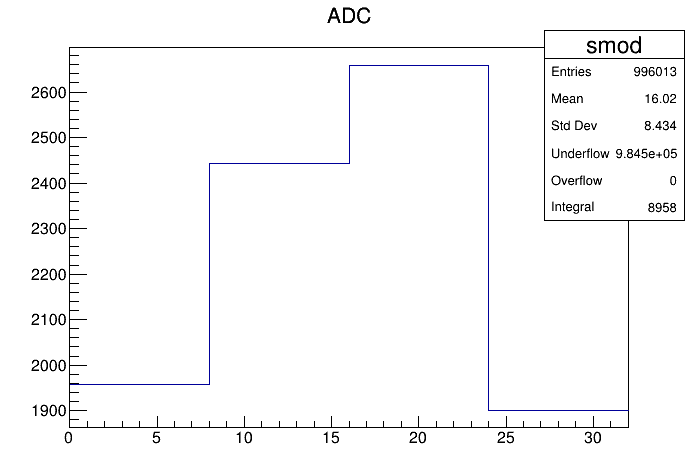 ADC
smod
Entries 996013
Mean 16.02
Std Dev 8.434
Underflow 9.845e+05
Overflow 0
Integral 8958
2600
2500
2400
2300
2200
2100
2000
1900
0 5 10 15 20 25 30